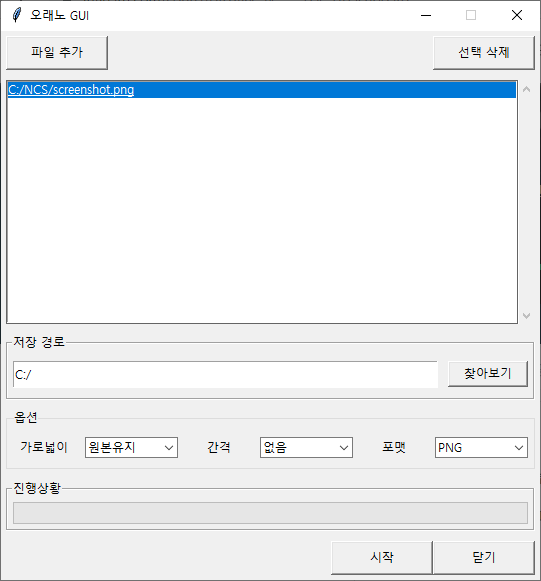 오래노 GUI
파일 추가
선택 삭제
C:/NCS/screenshot.png
저장 경로
C:/
찾아보기
옵션
가로넓이 원본유지 간격 없음 포맷 PNG
진행상황
시작 닫기